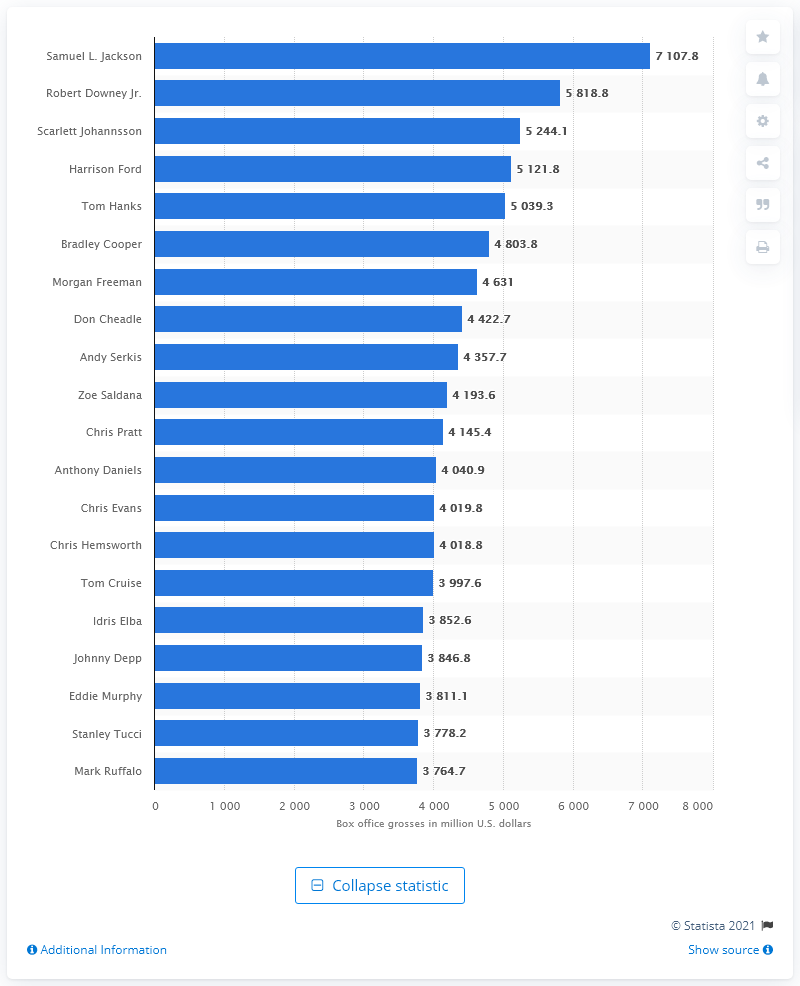 Samuel L. Jackson 7 107.8
Robert Downey Jr. 5 818.8
Scarlett Johannsson 5 244.1
Harrison Ford 5 121.8
Tom Hanks 5 039.3
Bradley Cooper 4 803.8
Morgan Freeman 4 631
Don Cheadle 4 422.7
Andy Serkis 4 357.7
Zoe Saldana 4 193.6
Chris Pratt 4 145.4
Anthony Daniels 4 040.9
Chris Evans 4 019.8
Chris Hemsworth 4 018.8
Tom Cruise 3 997.6
Idris Elba 3 852.6
Johnny Depp 3 846.8
Eddie Murphy 3 811.1
Stanley Tucci 3 778.2
Mark Ruffalo 3 764.7
0 1 000 2 000 3 000 4 000 5 000 6 000 7 000 8 000
Box office grosses in million U.S. dollars
Collapse statistic
© Statista 2021
Additional Information Show source